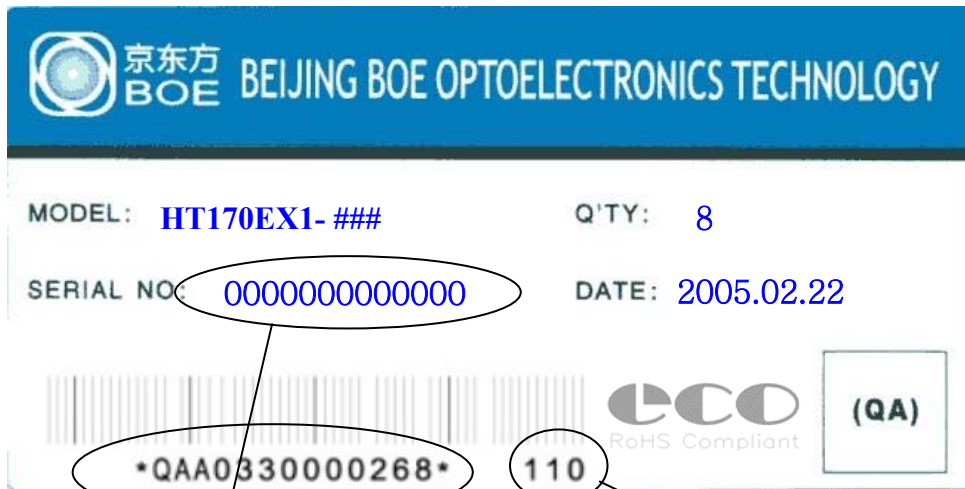 京东方
BOE
BEIJING BOE OPTOELECTRONICS TECHNOLOGY
MODEL: HT170EX1- ###
Q'TY: 8
SERIAL NO: 0000000000000
DATE: 2005.02.22
eco
RoHS Compliant
(QA)
*QAA0330000268* 110